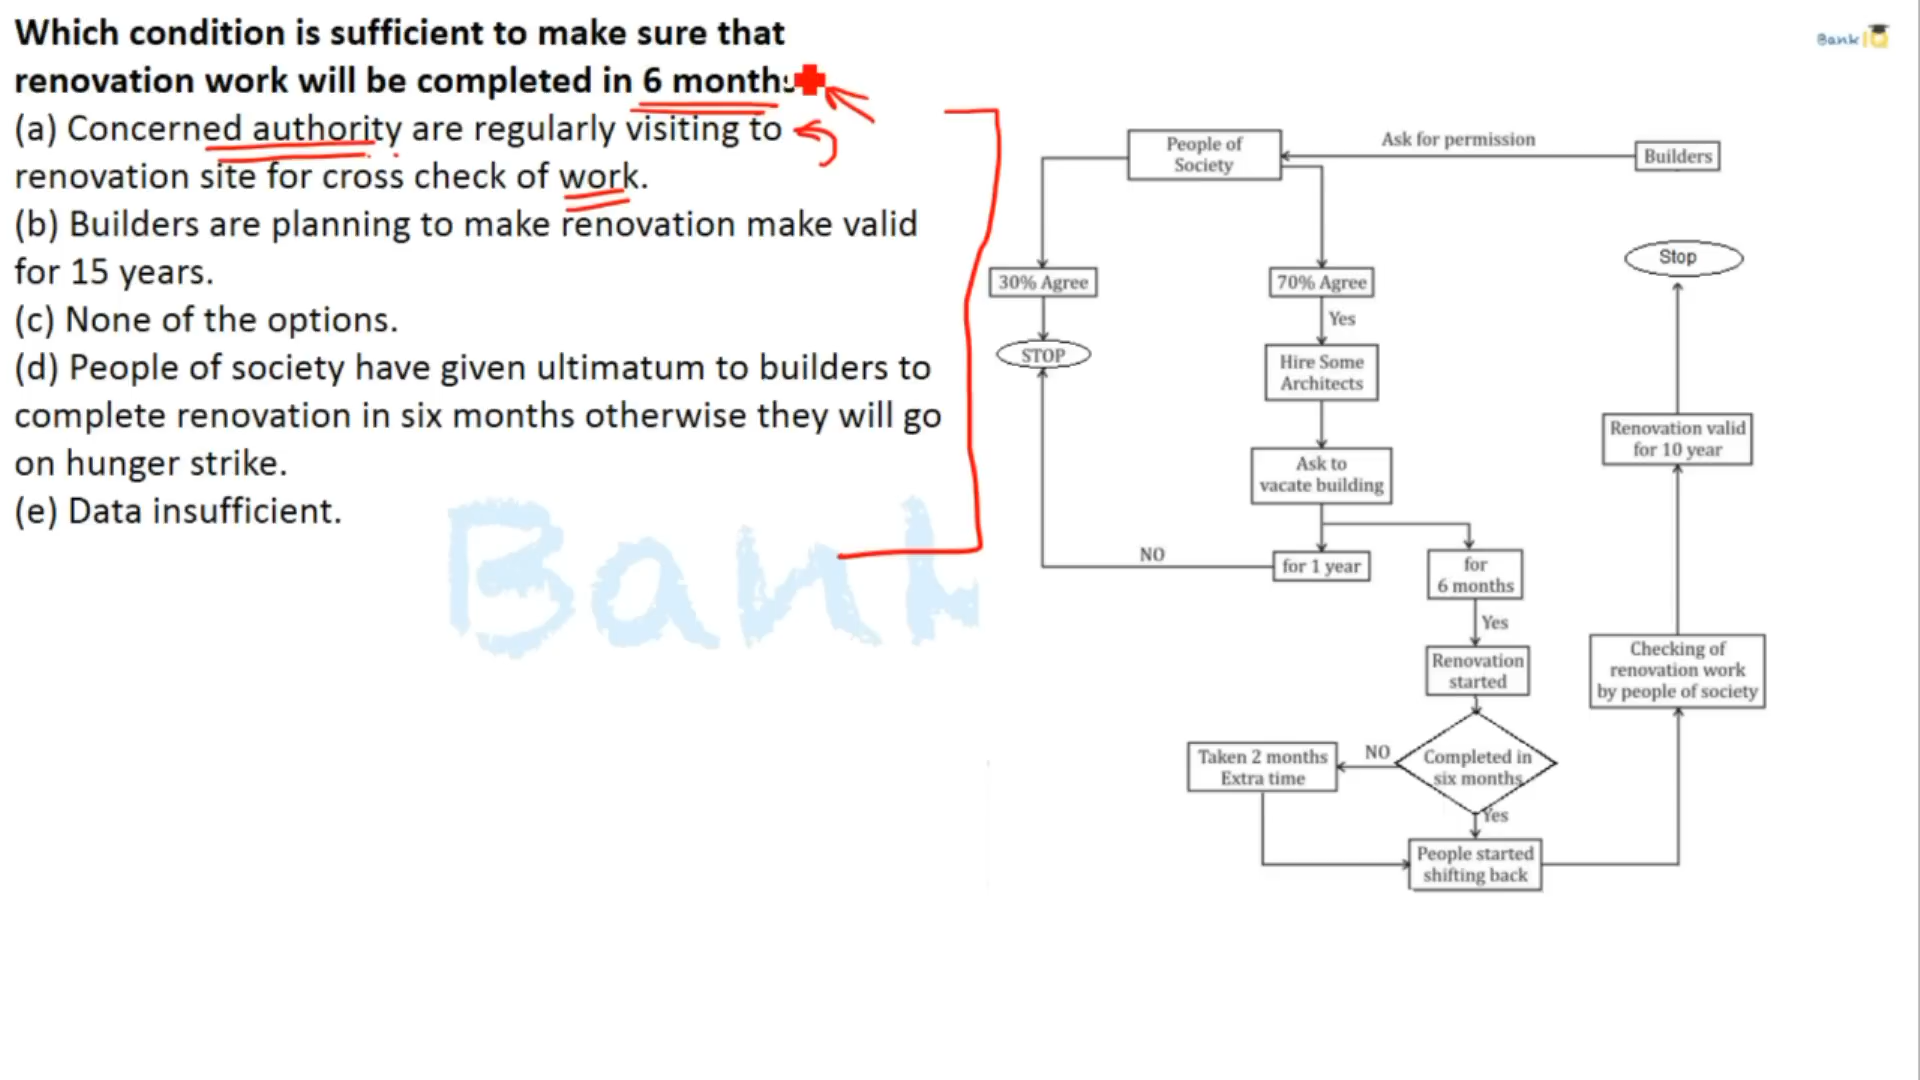 Which condition is sufficient to make sure that
renovation work will be completed in 6 months
(a) Concerned authority are regularly visiting to
renovation site for cross check of work.
(b) Builders are planning to make renovation make valid
for 15 years.
(c) None of the options.
(d) People of society have given ultimatum to builders to
complete renovation in six months otherwise they will go
on hunger strike.
(e) Data insufficient.
Bank
Bank IQ
People of
Society
Ask for permission
Builders
30% Agree
STOP
70% Agree
Yes
Hire Some
Architects
Ask to
vacate building
NO
for 1 year
for
6 months
Yes
Renovation
started
Completed in
six months
NO
Taken 2 months
Extra time
Yes
People started
shifting back
Checking of
renovation work
by people of society
Renovation valid
for 10 year
Stop